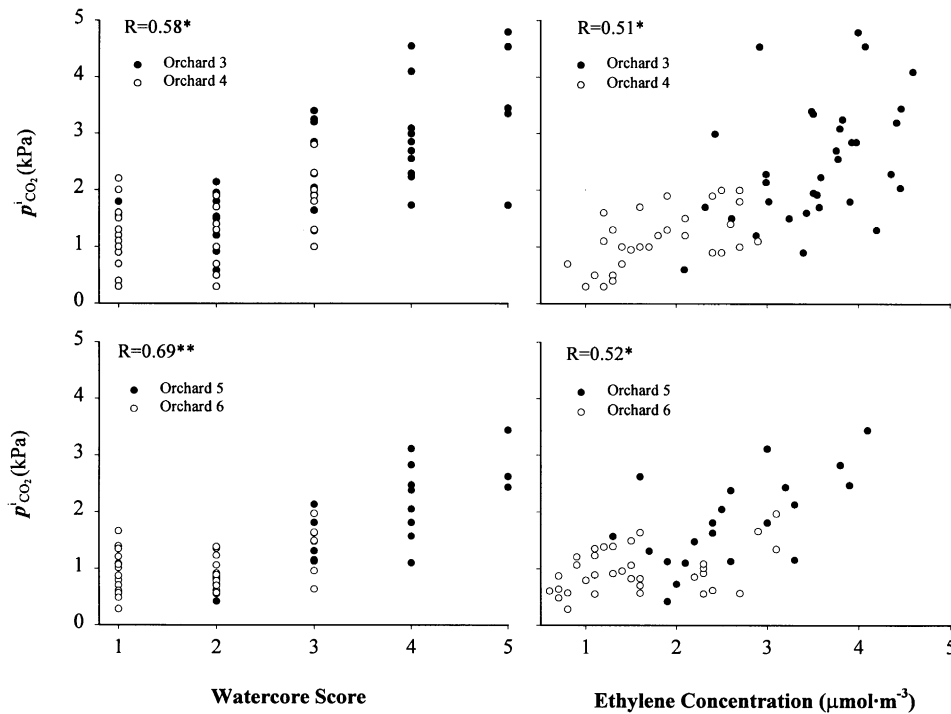 5
R=0.58*
Orchard 3
Orchard 4
4
3
2
1
0
pⁱCO₂(kPa)
R=0.51*
Orchard 3
Orchard 4
5
R=0.69**
Orchard 5
Orchard 6
4
3
2
1
0
pⁱCO₂(kPa)
1 2 3 4 5
Watercore Score
R=0.52*
Orchard 5
Orchard 6
1 2 3 4 5
Ethylene Concentration (μmol·m⁻³)